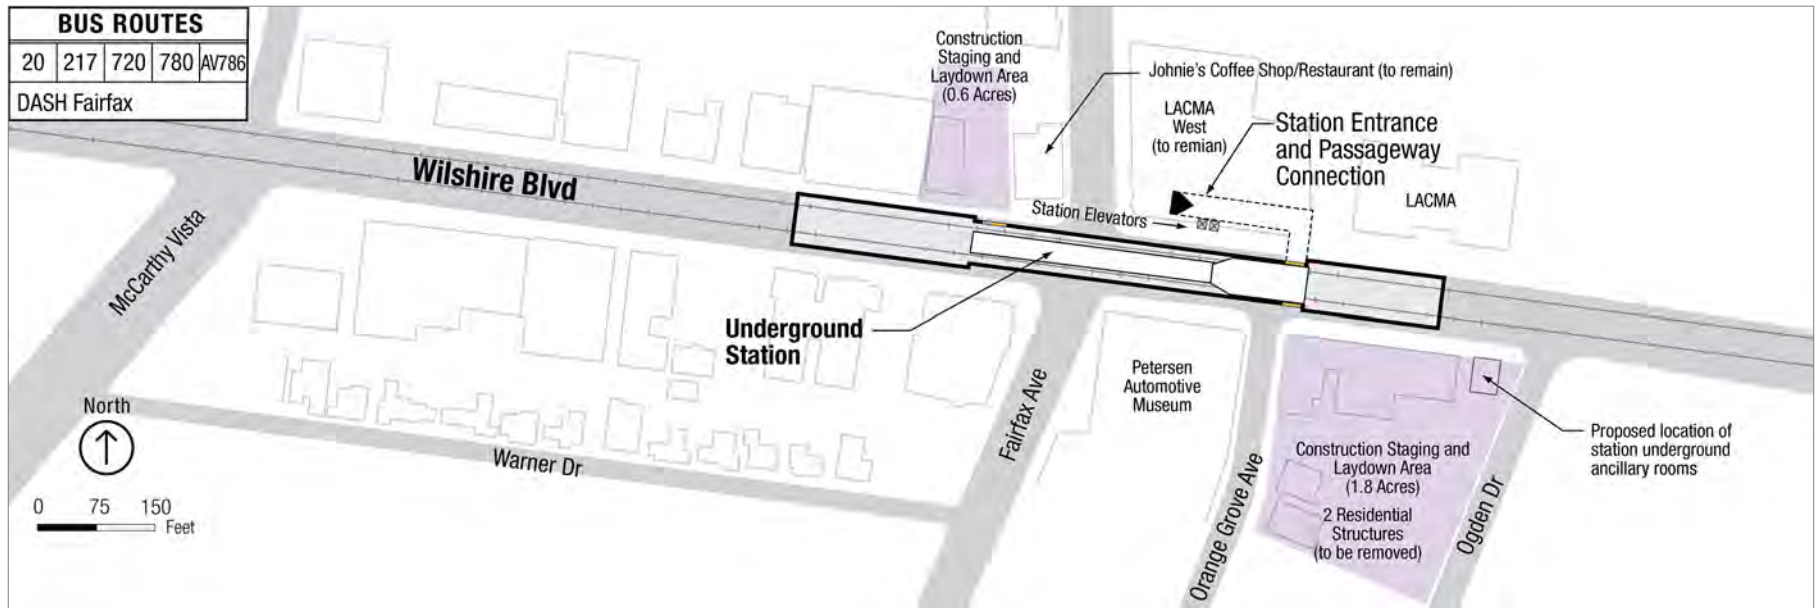 BUS ROUTES
20 217 720 780 AV786
DASH Fairfax
Construction
Staging and
Laydown Area
(0.6 Acres)
Johnie's Coffee Shop/Restaurant (to remain)
LACMA
West
(to remian)
Station Entrance
and Passageway
Connection
LACMA
Wilshire Blvd
Station Elevators
McCarthy Vista
Underground
Station
Fairfax Ave
Petersen
Automotive
Museum
Orange Grove Ave
Construction Staging and
Laydown Area
(1.8 Acres)
2 Residential
Structures
(to be removed)
Ogden Dr
Proposed location of
station underground
ancillary rooms
Warner Dr
North
0 75 150
Feet